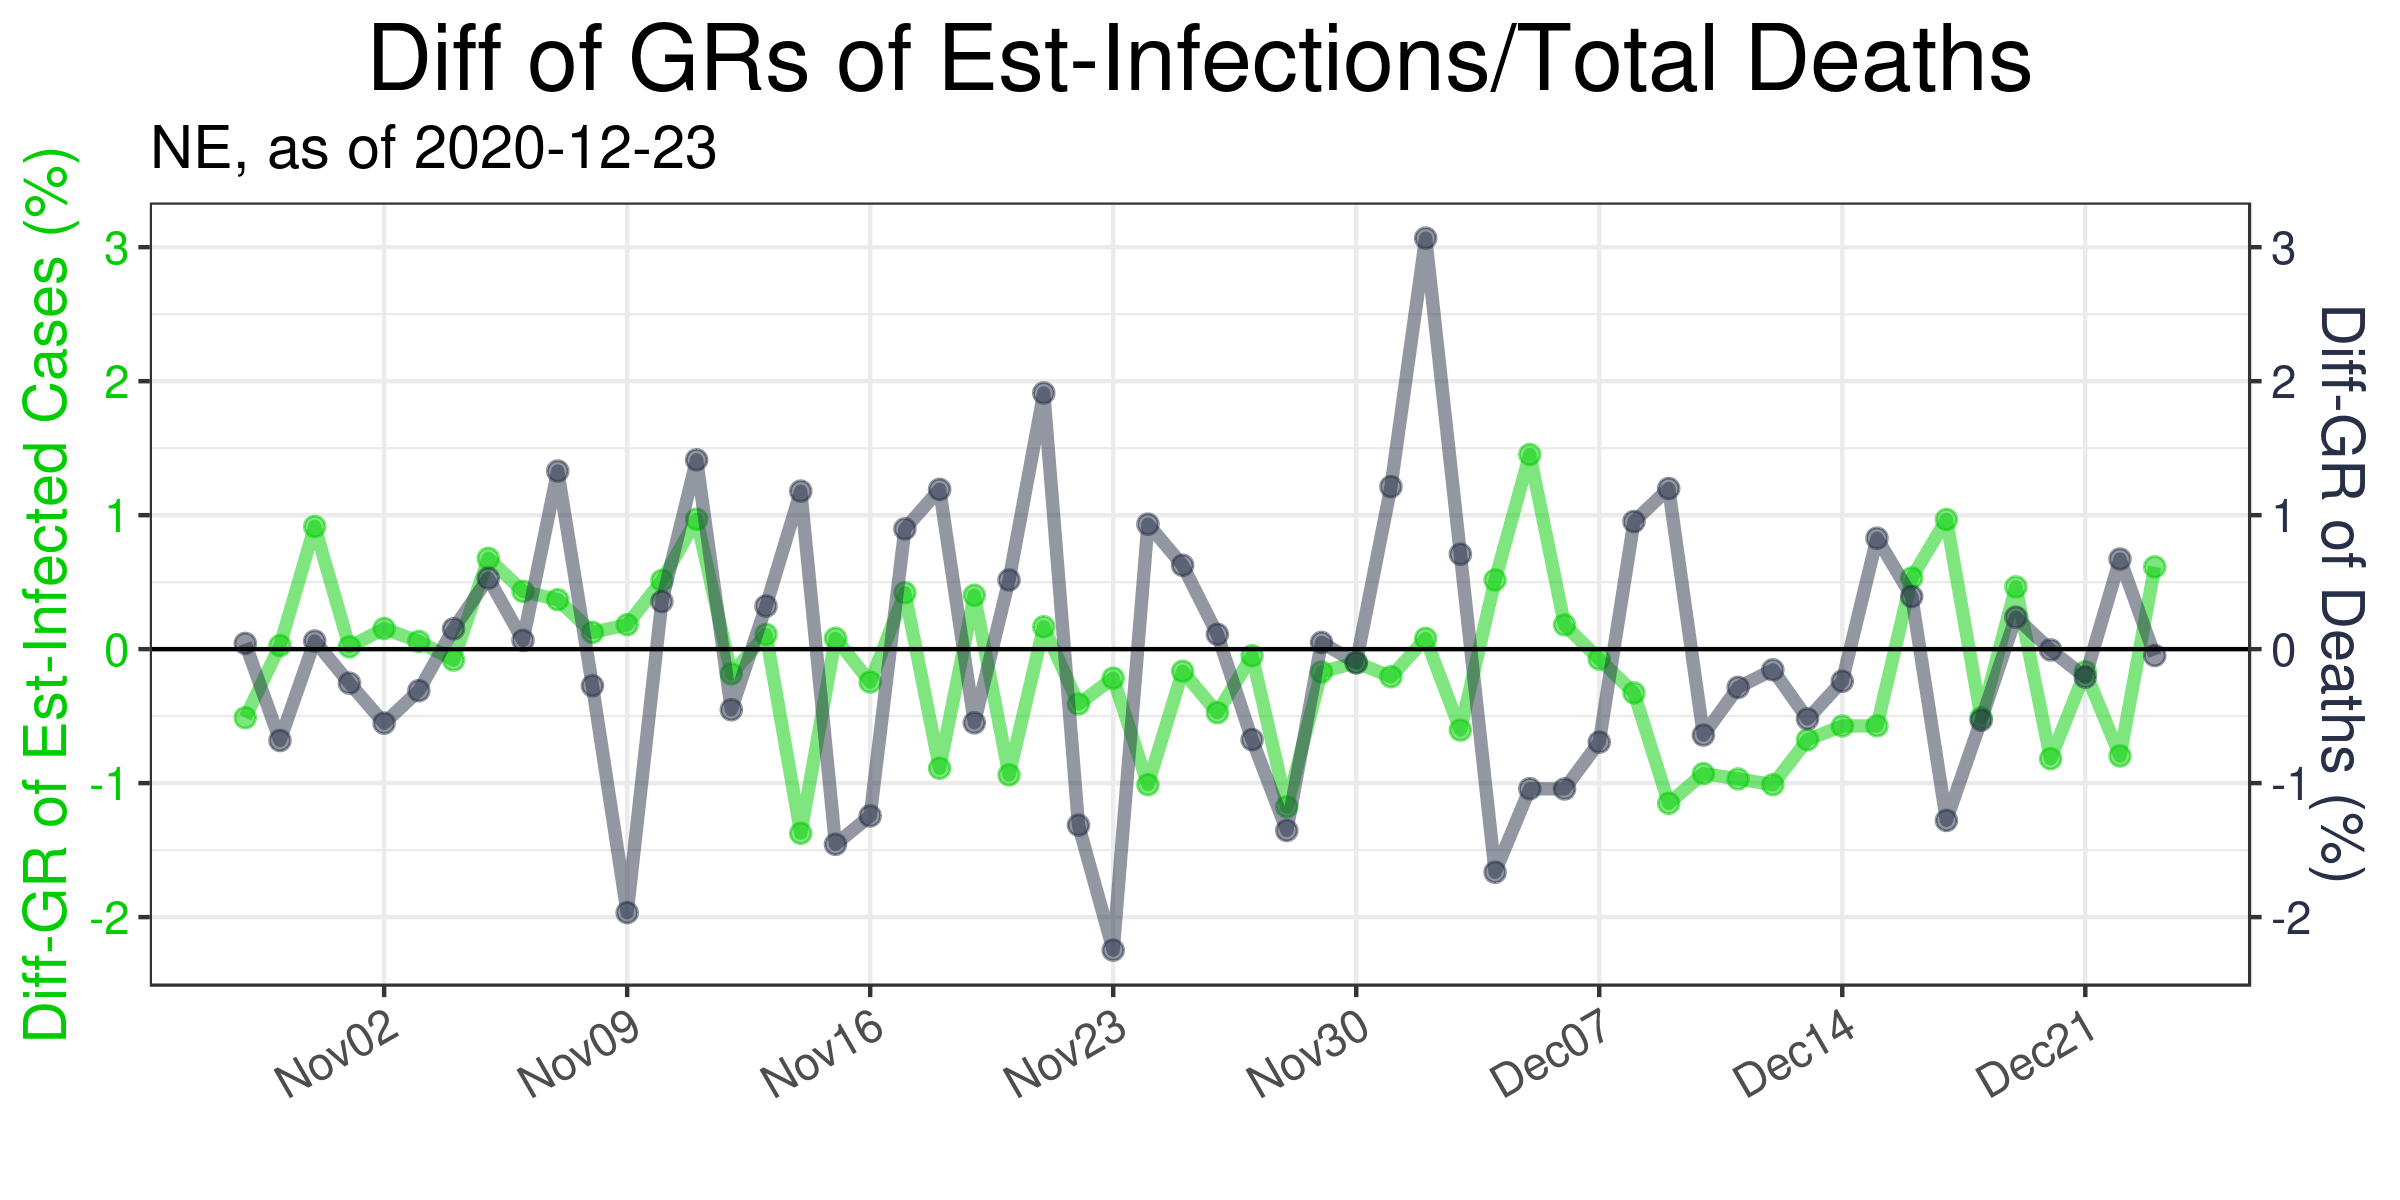 Diff of GRs of Est-Infections/Total Deaths
NE, as of 2020-12-23
Diff-GR of Est-Infected Cases (%)
3
2
1
0
-1
-2
3
2
1
0
-1
-2
Diff-GR of Deaths (%)
Nov02
Nov09
Nov16
Nov23
Nov30
Dec07
Dec14
Dec21